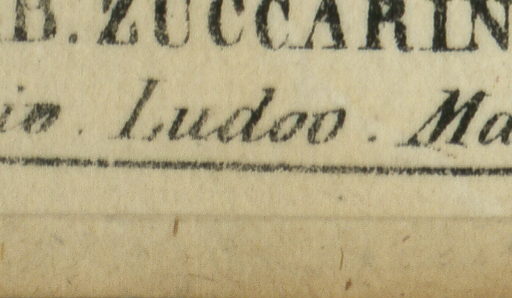 B. ZUCCARIN
io. Ludoo. Ma